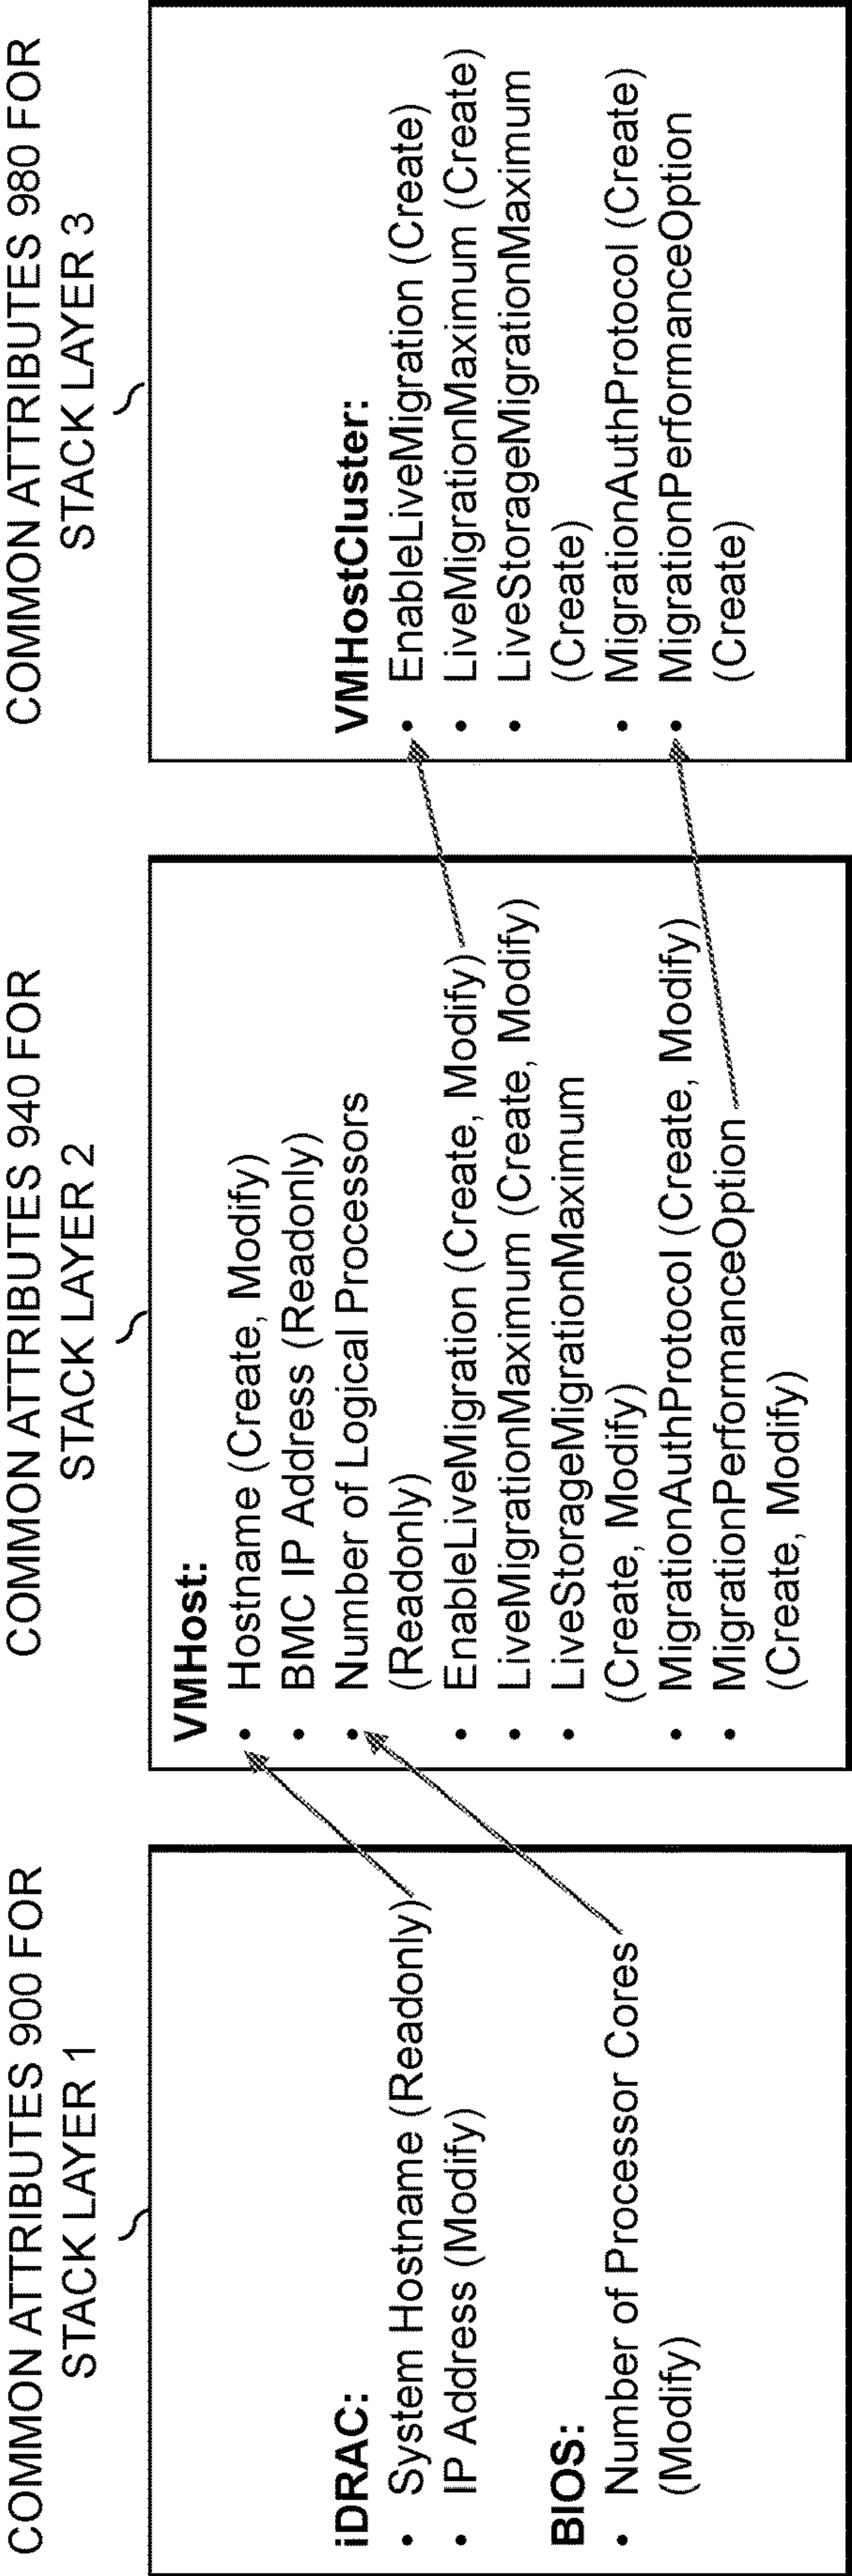 COMMON ATTRIBUTES 900 FOR
STACK LAYER 1
iDRAC:
• System Hostname (Readonly)
• IP Address (Modify)
BIOS:
• Number of Processor Cores
(Modify)
COMMON ATTRIBUTES 940 FOR
STACK LAYER 2
VMHost:
• Hostname (Create, Modify)
• BMC IP Address (Readonly)
• Number of Logical Processors
(Readonly)
• EnableLiveMigration (Create, Modify)
• LiveMigrationMaximum (Create, Modify)
• LiveStorageMigrationMaximum
(Create, Modify)
• MigrationAuthProtocol (Create, Modify)
• MigrationPerformanceOption
(Create, Modify)
COMMON ATTRIBUTES 980 FOR
STACK LAYER 3
VMHostCluster:
• EnableLiveMigration (Create)
• LiveMigrationMaximum (Create)
• LiveStorageMigrationMaximum
(Create)
• MigrationAuthProtocol (Create)
• MigrationPerformanceOption
(Create)